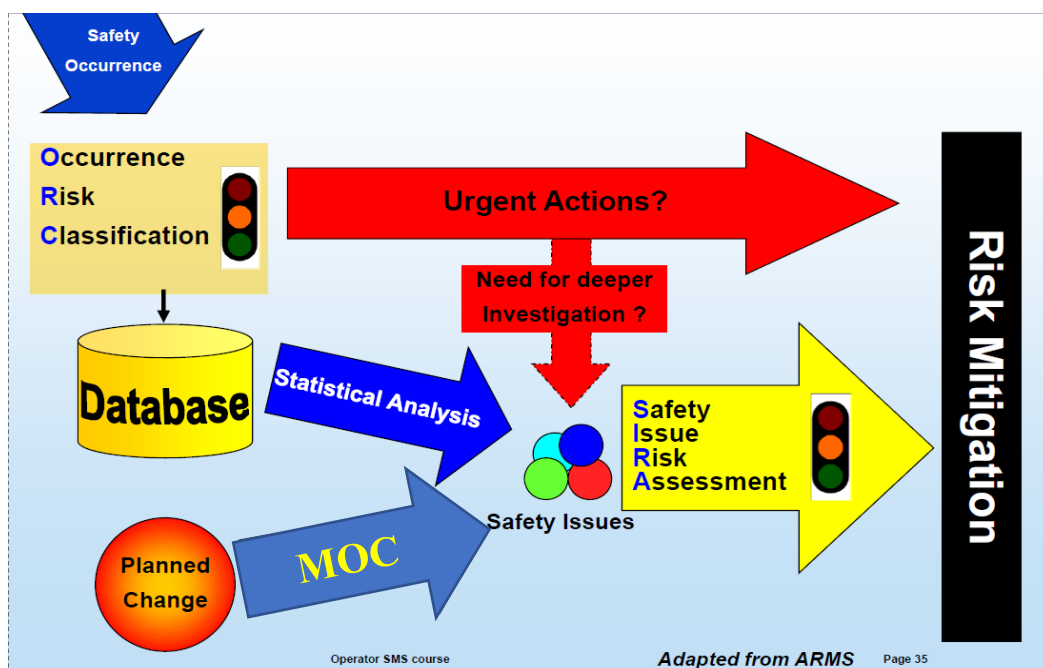 Safety
Occurrence
Occurrence
Risk
Classification
Urgent Actions?
Need for deeper
Investigation ?
Database
Statistical Analysis
Safety
Issue
Risk
Assessment
Safety Issues
Planned
Change
MOC
Risk Mitigation
Operator SMS course
Adapted from ARMS
Page 35